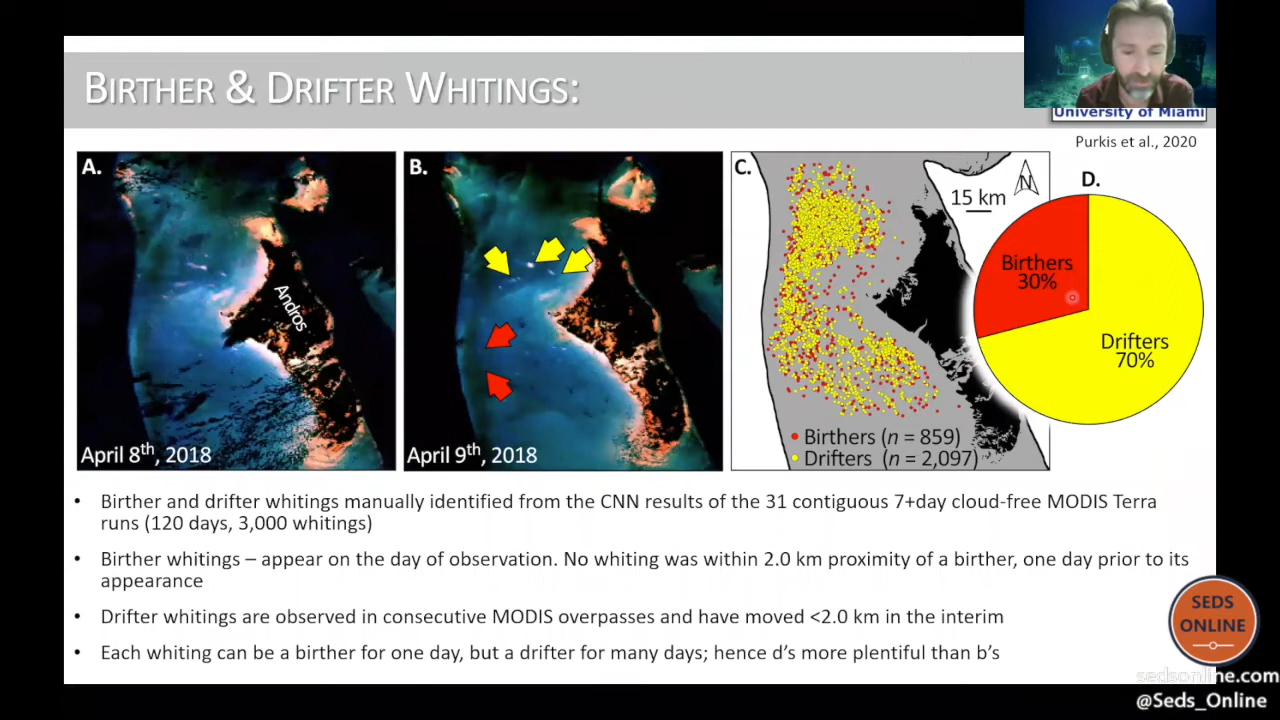 BIRTHER & DRIFTER WHITINGS:
University of Miami
Purkis et al., 2020
A.
Andros
April 8th, 2018
B.
April 9th, 2018
C.
N
15 km
Birthers (n = 859)
Drifters (n = 2,097)
D.
Birthers
30%
Drifters
70%
• Birther and drifter whitings manually identified from the CNN results of the 31 contiguous 7+day cloud-free MODIS Terra
runs (120 days, 3,000 whitings)
• Birther whitings – appear on the day of observation. No whiting was within 2.0 km proximity of a birther, one day prior to its
appearance
• Drifter whitings are observed in consecutive MODIS overpasses and have moved <2.0 km in the interim
• Each whiting can be a birther for one day, but a drifter for many days; hence d’s more plentiful than b’s
SEDS
ONLINE
sedsonline.com
@Seds_Online